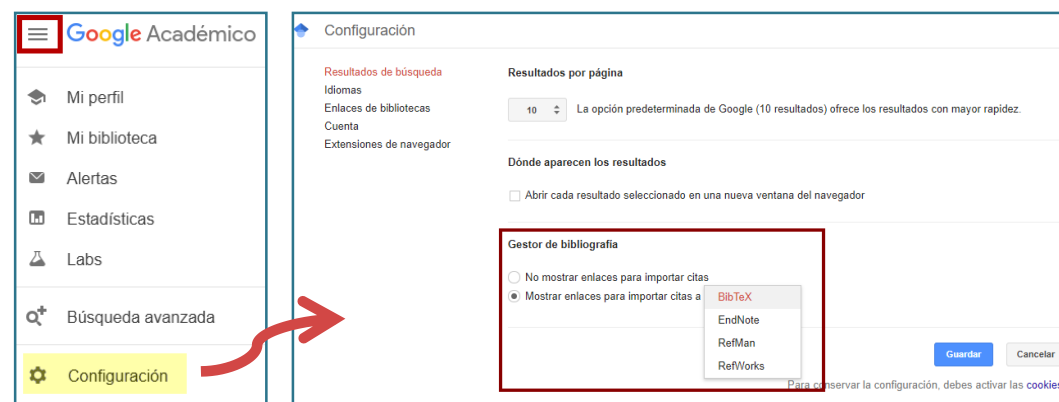 Google Académico
Mi perfil
Mi biblioteca
Alertas
Estadísticas
Labs
Búsqueda avanzada
Configuración
Configuración
Resultados de búsqueda
Idiomas
Enlaces de bibliotecas
Cuenta
Extensiones de navegador
Resultados por página
10 La opción predeterminada de Google (10 resultados) ofrece los resultados con mayor rapidez.
Dónde aparecen los resultados
Abrir cada resultado seleccionado en una nueva ventana del navegador
Gestor de bibliografía
No mostrar enlaces para importar citas
Mostrar enlaces para importar citas a
BibTeX
EndNote
RefMan
RefWorks
Guardar Cancelar
Para conservar la configuración, debes activar las cookies